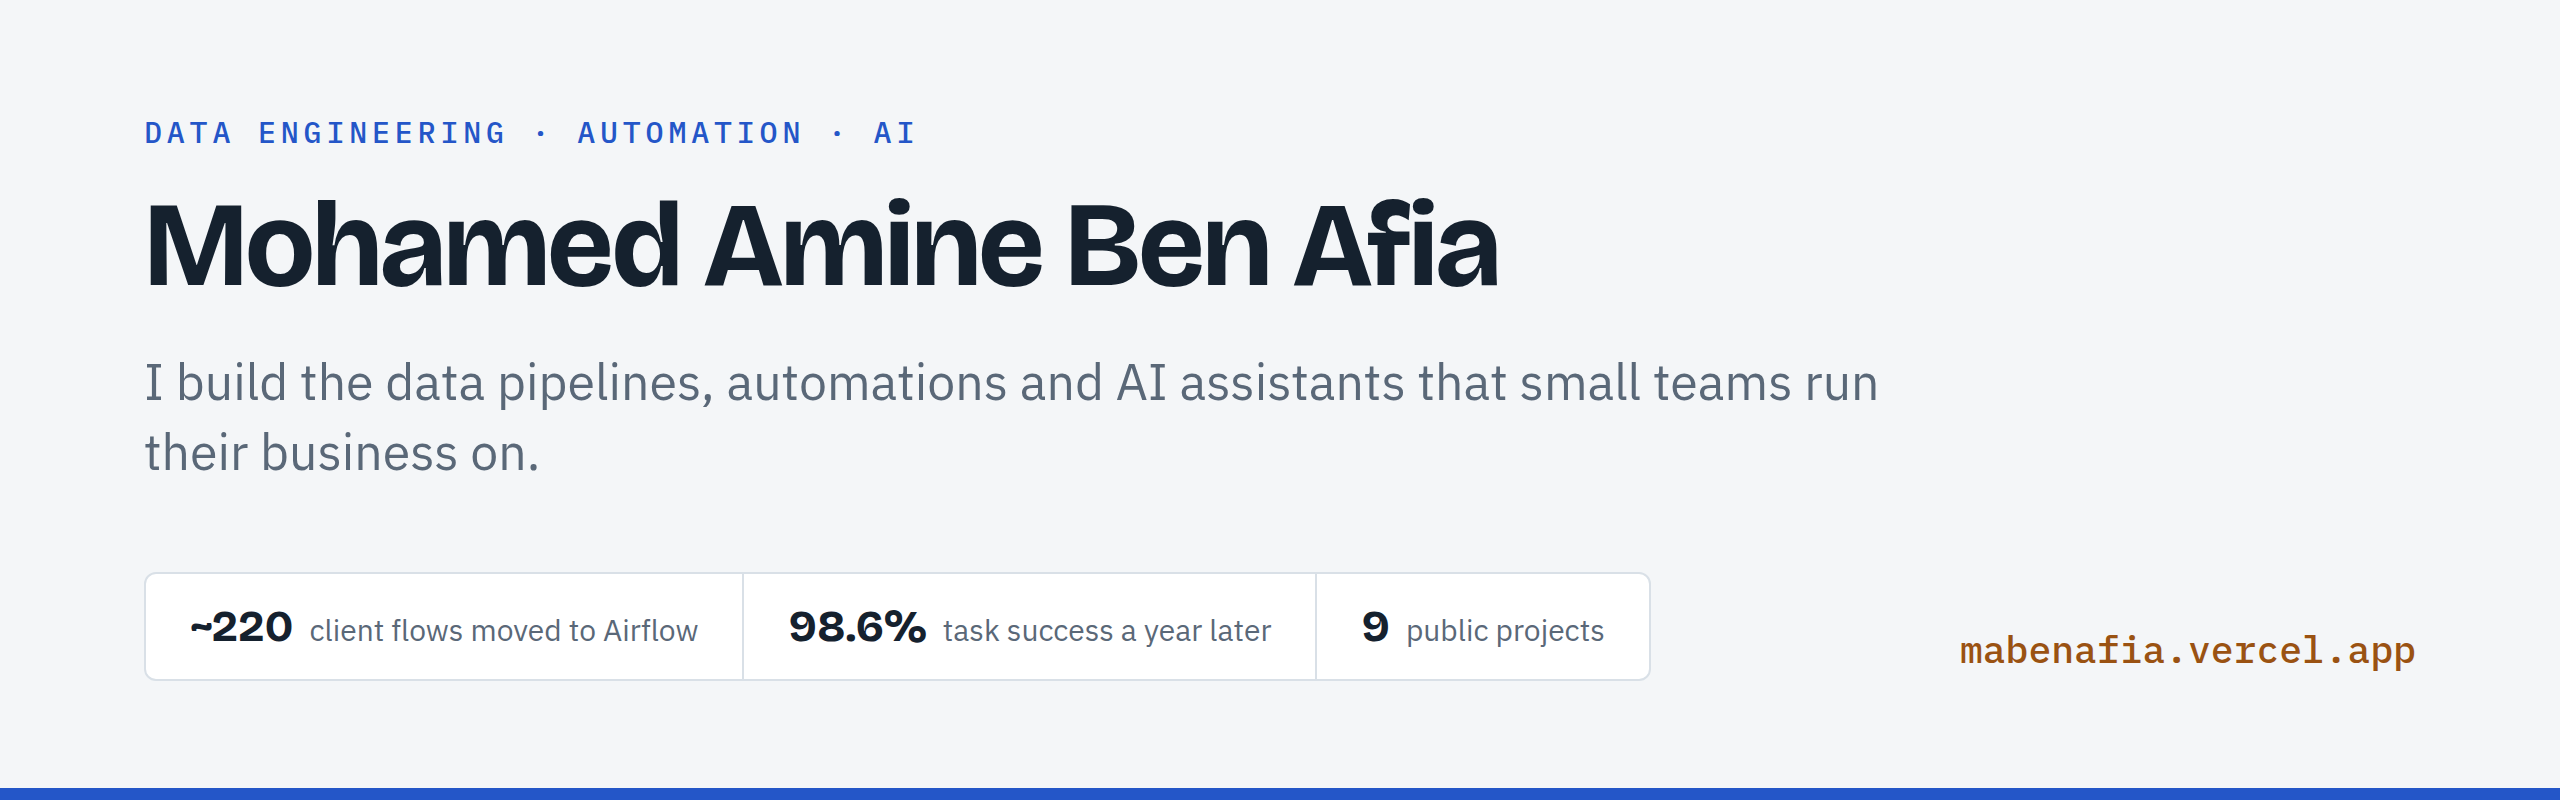 DATA ENGINEERING · AUTOMATION · AI
Mohamed Amine Ben Afia
I build the data pipelines, automations and AI assistants that small teams run
their business on.
~220 client flows moved to Airflow
98.6% task success a year later
9 public projects
mabenafia.vercel.app